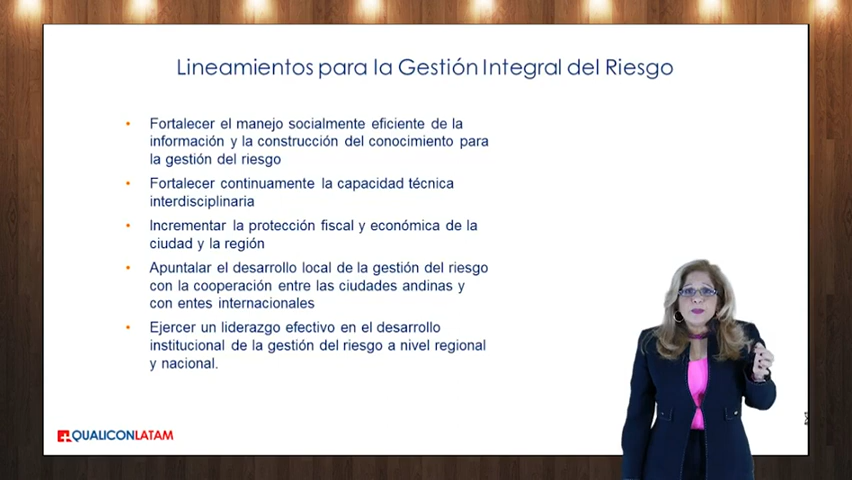 Lineamientos para la Gestión Integral del Riesgo
• Fortalecer el manejo socialmente eficiente de la
información y la construcción del conocimiento para
la gestión del riesgo
• Fortalecer continuamente la capacidad técnica
interdisciplinaria
• Incrementar la protección fiscal y económica de la
ciudad y la región
• Apuntalar el desarrollo local de la gestión del riesgo
con la cooperación entre las ciudades andinas y
con entes internacionales
• Ejercer un liderazgo efectivo en el desarrollo
institucional de la gestión del riesgo a nivel regional
y nacional.
QUALICONLATAM